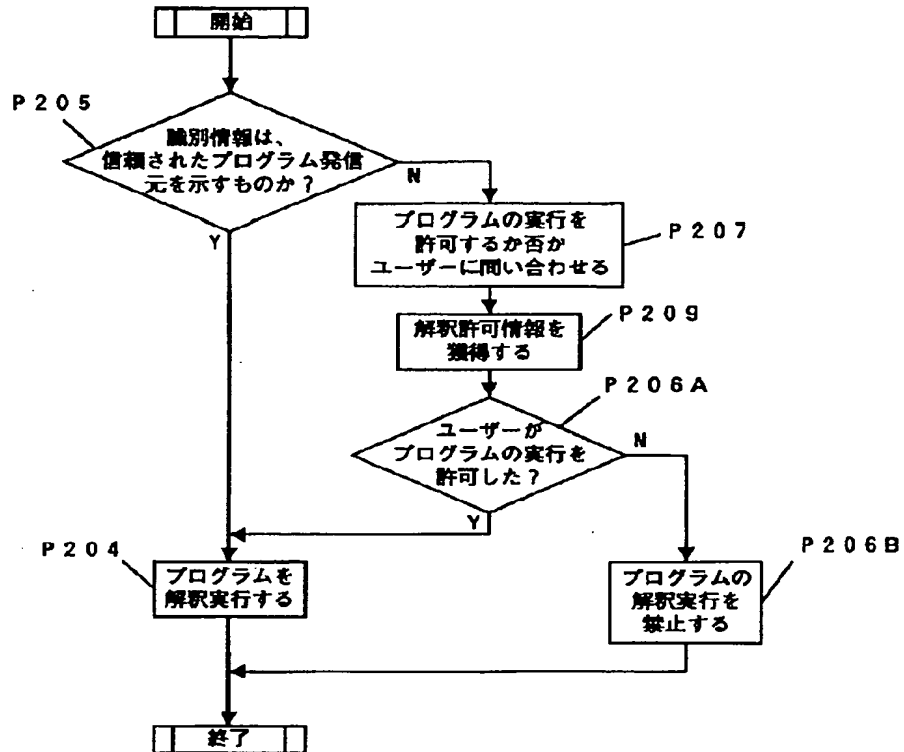 開始
P205
識別情報は、
信頼されたプログラム発信
元を示すものか？
N
Y
プログラムの実行を
許可するか否か
ユーザーに問い合わせる
P207
解釈許可情報を
獲得する
P209
P206A
ユーザーが
プログラムの実行を
許可した？
N
Y
P204
プログラムを
解釈実行する
P206B
プログラムの
解釈実行を
禁止する
終了